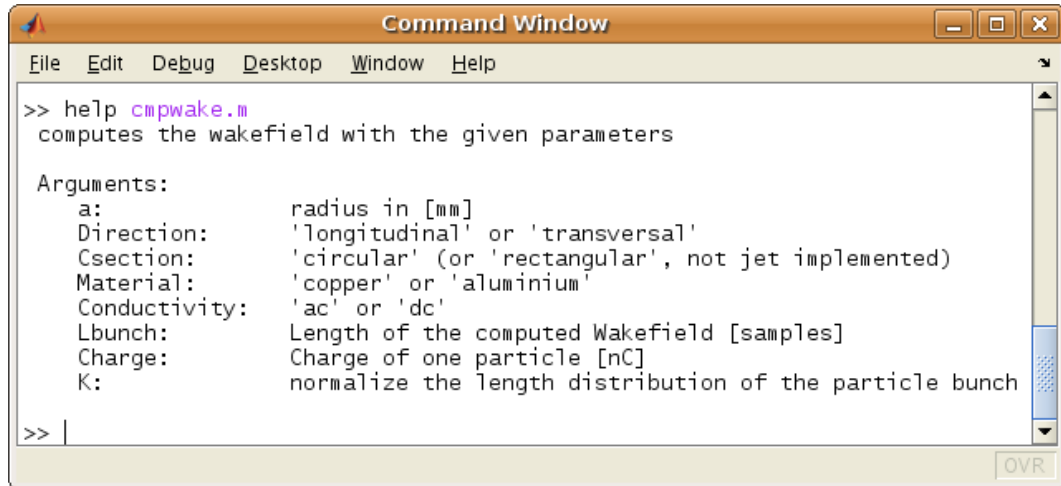 Command Window
File Edit Debug Desktop Window Help
>> help cmpwake.m
computes the wakefield with the given parameters
Arguments:
a: radius in [mm]
Direction: 'longitudinal' or 'transversal'
Csection: 'circular' (or 'rectangular', not jet implemented)
Material: 'copper' or 'aluminium'
Conductivity: 'ac' or 'dc'
Lbunch: Length of the computed Wakefield [samples]
Charge: Charge of one particle [nC]
K: normalize the length distribution of the particle bunch
>>
OVR